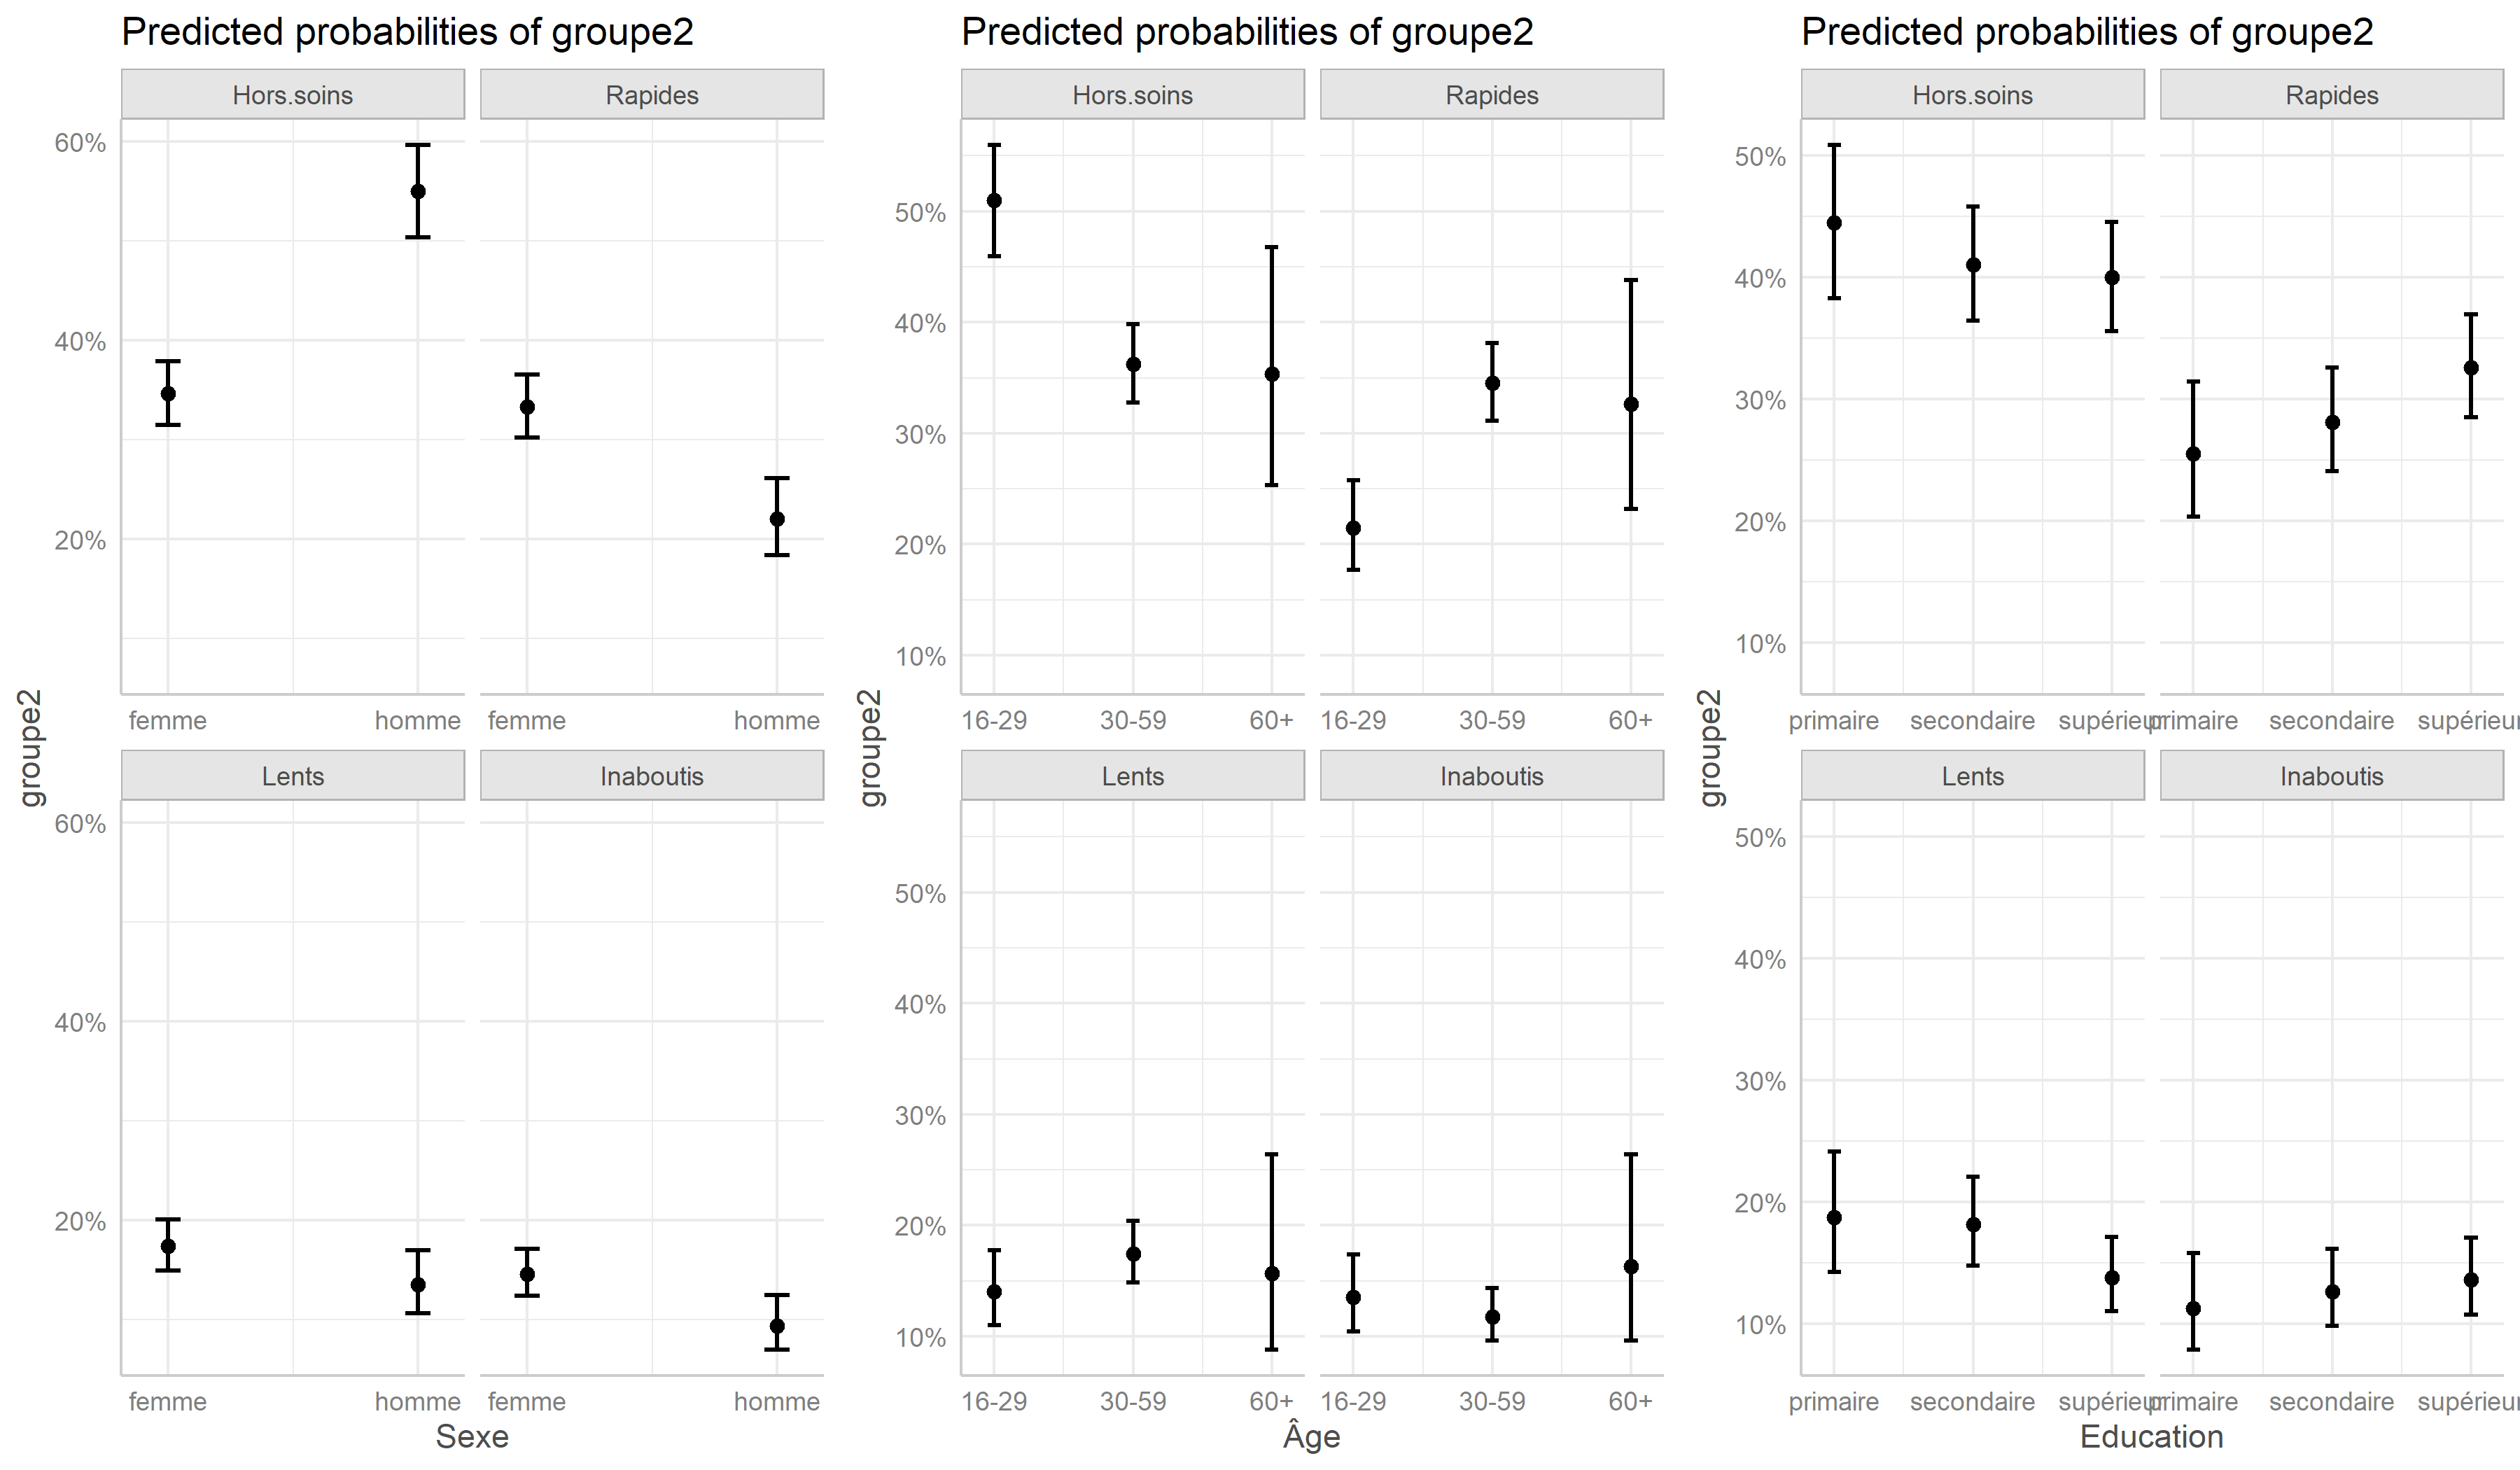 Predicted probabilities of groupe2
Hors.soins Rapides
60%
40%
20%
femme homme femme homme
Lents Inaboutis
60%
40%
20%
femme homme femme homme
Sexe
groupe2
Predicted probabilities of groupe2
Hors.soins Rapides
50%
40%
30%
20%
10%
16-29 30-59 60+ 16-29 30-59 60+
Lents Inaboutis
50%
40%
30%
20%
10%
16-29 30-59 60+ 16-29 30-59 60+
Âge
groupe2
Predicted probabilities of groupe2
Hors.soins Rapides
50%
40%
30%
20%
10%
primaire secondaire supérieur primaire secondaire supérieur
Lents Inaboutis
50%
40%
30%
20%
10%
primaire secondaire supérieur primaire secondaire supérieur
Education
groupe2